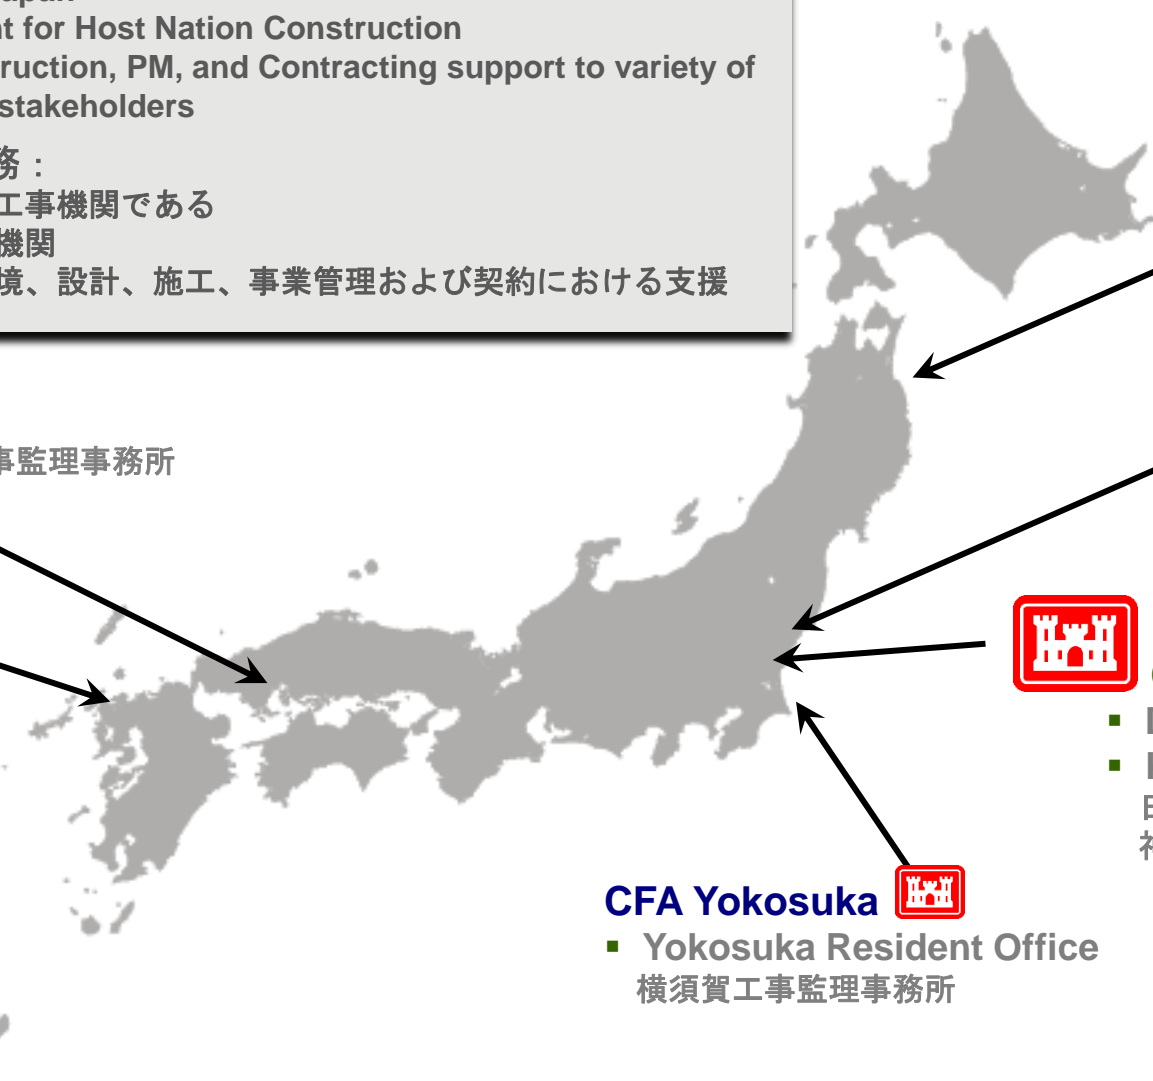 nt for Host Nation Construction
ruction, PM, and Contracting support to variety of
stakeholders
務：
工事機関である
機関
境、設計、施工、事業管理および契約における支援
事監理事務所
CFA Yokosuka
▪ Yokosuka Resident Office
横須賀工事監理事務所